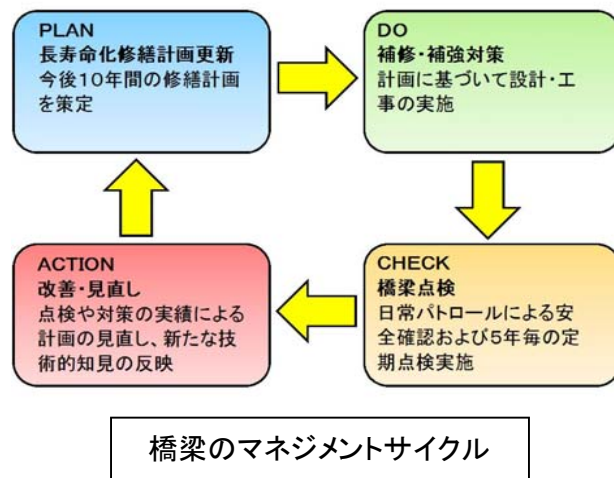 PLAN
長寿命化修繕計画更新
今後10年間の修繕計画
を策定
DO
補修・補強対策
計画に基づいて設計・工
事の実施
CHECK
橋梁点検
日常パトロールによる安
全確認および5年毎の定
期点検実施
ACTION
改善・見直し
点検や対策の実績による
計画の見直し、新たな技
術的知見の反映
橋梁のマネジメントサイクル